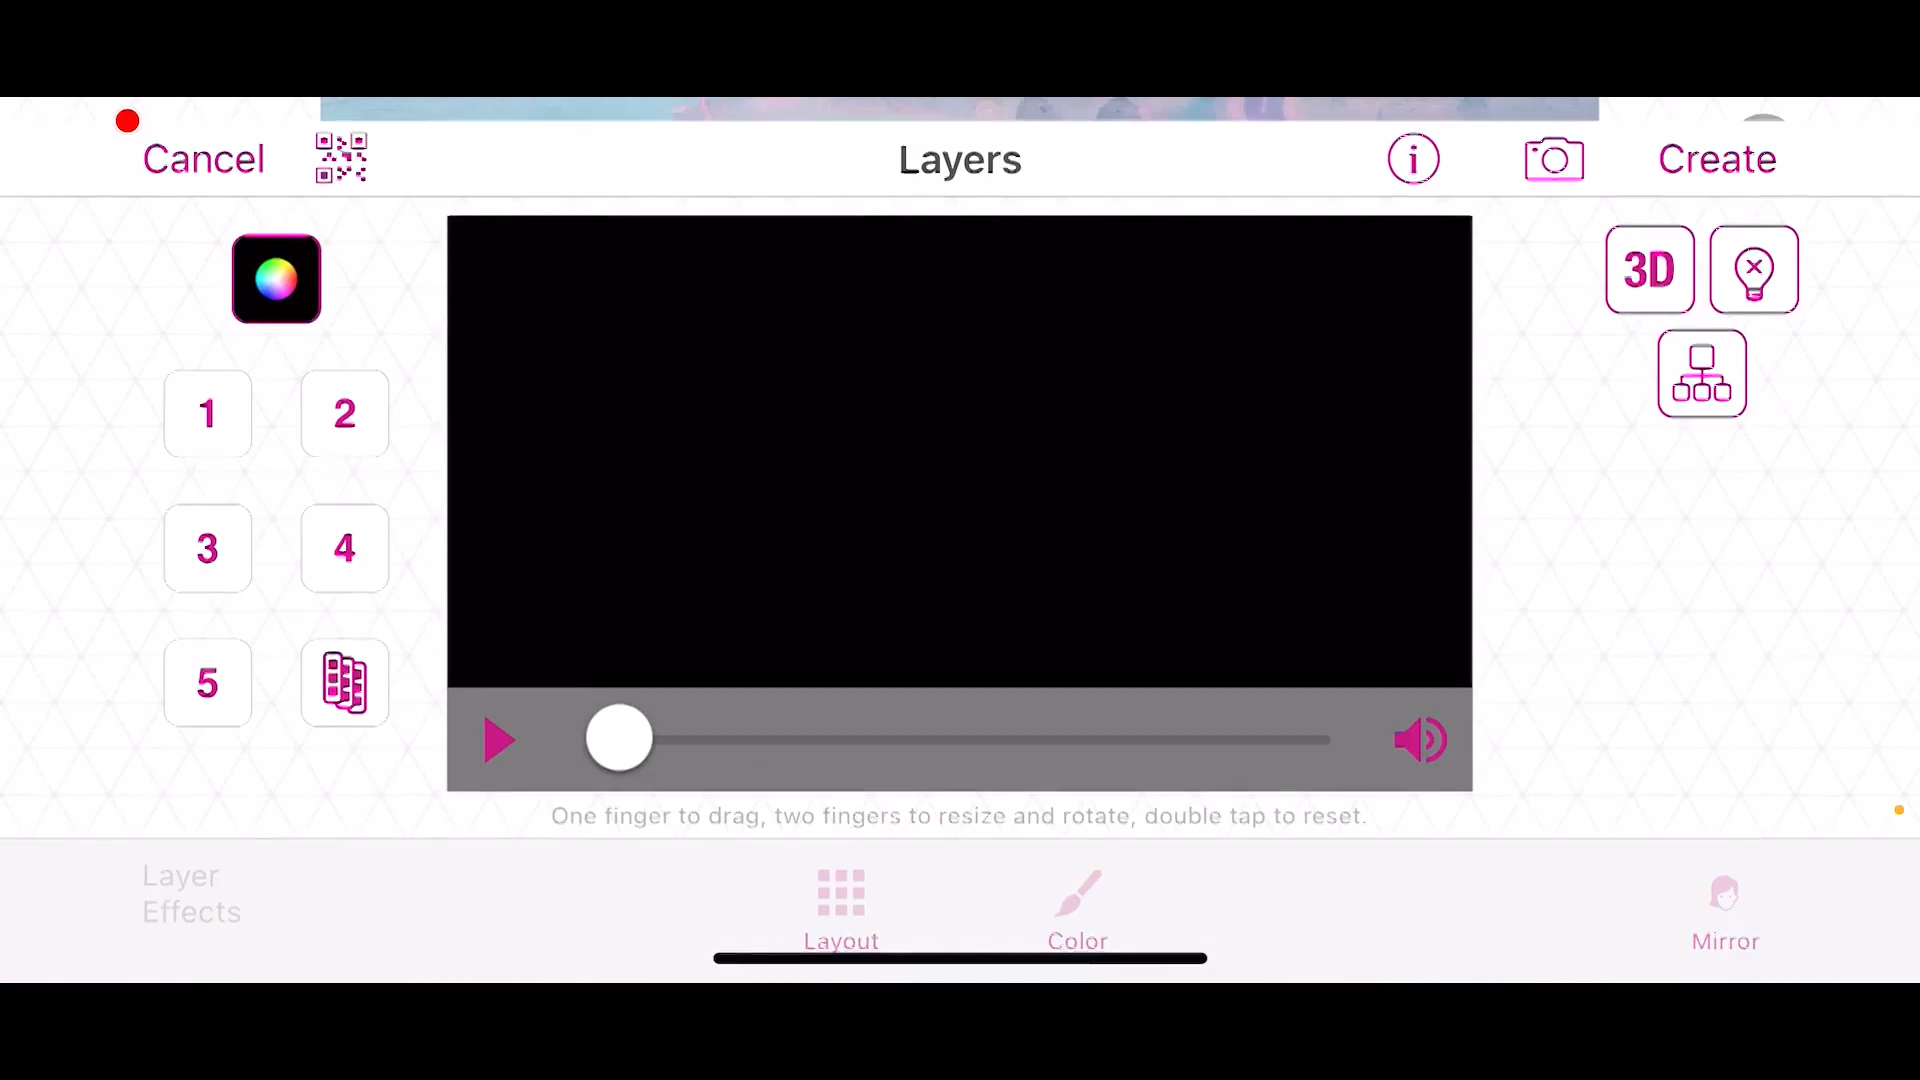 Cancel
Layers
i
Create
3D
1
2
3
4
5
One finger to drag, two fingers to resize and rotate, double tap to reset.
Layer
Effects
Layout
Color
Mirror